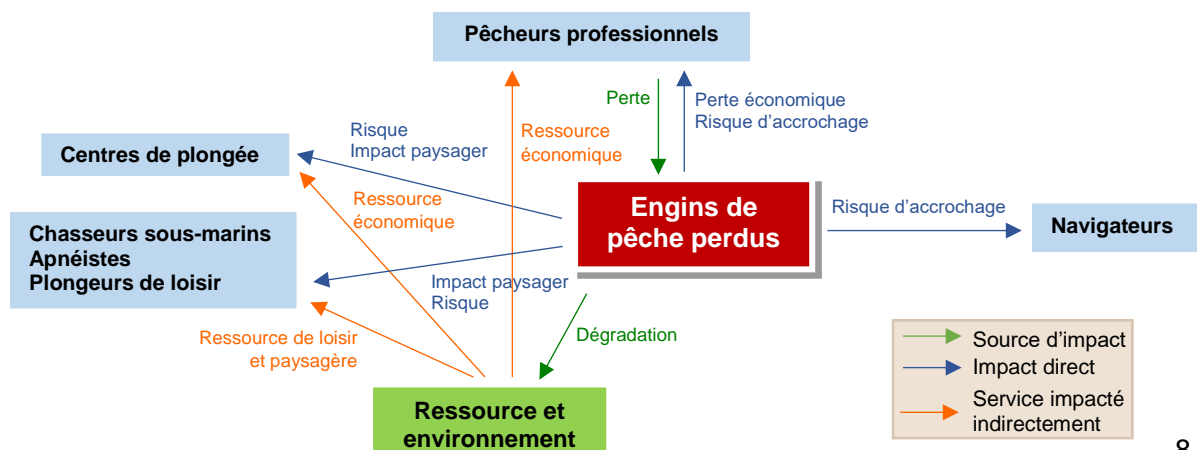 Pêcheurs professionnels
Perte
Perte économique
Risque d'accrochage
Risque
Impact paysager
Ressource
économique
Centres de plongée
Ressource
économique
Engins de
pêche perdus
Risque d'accrochage
Navigateurs
Chasseurs sous-marins
Apnéistes
Plongeurs de loisir
Impact paysager
Risque
Ressource de loisir
et paysagère
Dégradation
Source d'impact
Impact direct
Service impacté
indirectement
Ressource et
environnement
8